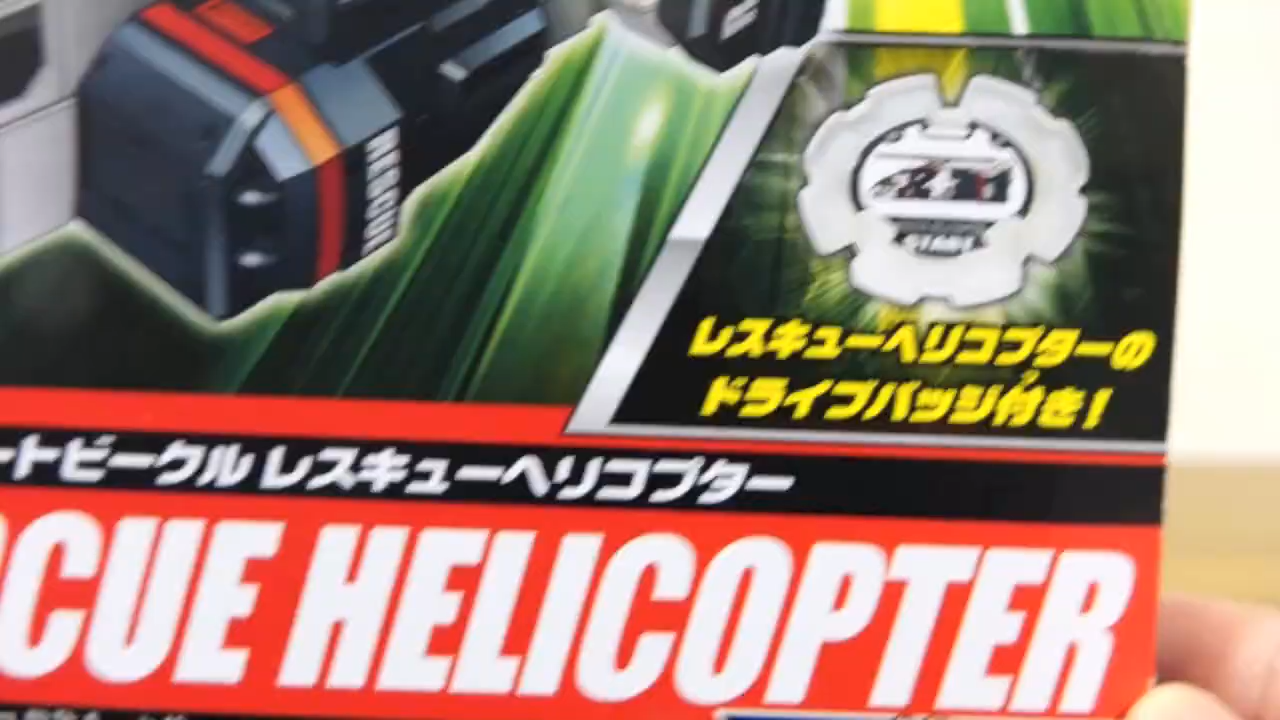 START
レスキューヘリコプターの
ドライブバッジ付き!
ートビークル レスキューヘリコプター
CUE HELICOPTER